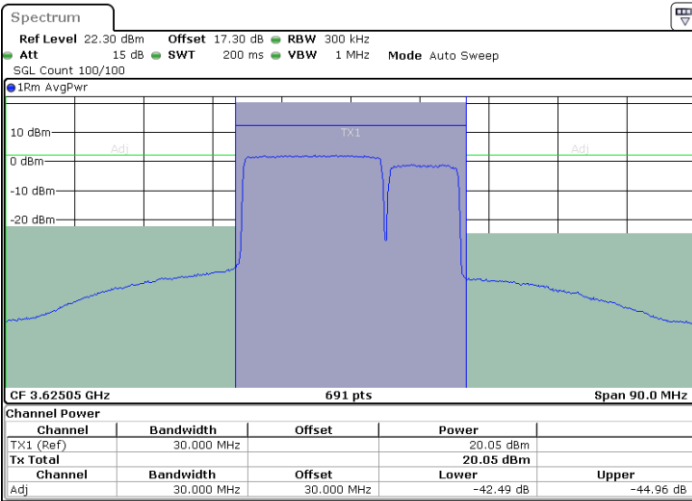 Spectrum
Ref Level 22.30 dBm Offset 17.30 dB RBW 300 kHz
Att 15 dB SWT 200 ms VBW 1 MHz Mode Auto Sweep
SGL Count 100/100
1Rm AvgPwr
10 dBm
TX1
Adj
Adj
0 dBm
-10 dBm
-20 dBm
CF 3.62505 GHz 691 pts Span 90.0 MHz
Channel Power
Channel Bandwidth Offset Power
TX1 (Ref) 30.000 MHz 20.05 dBm
Tx Total 20.05 dBm
Channel Bandwidth Offset Lower Upper
Adj 30.000 MHz 30.000 MHz -42.49 dB -44.96 dB